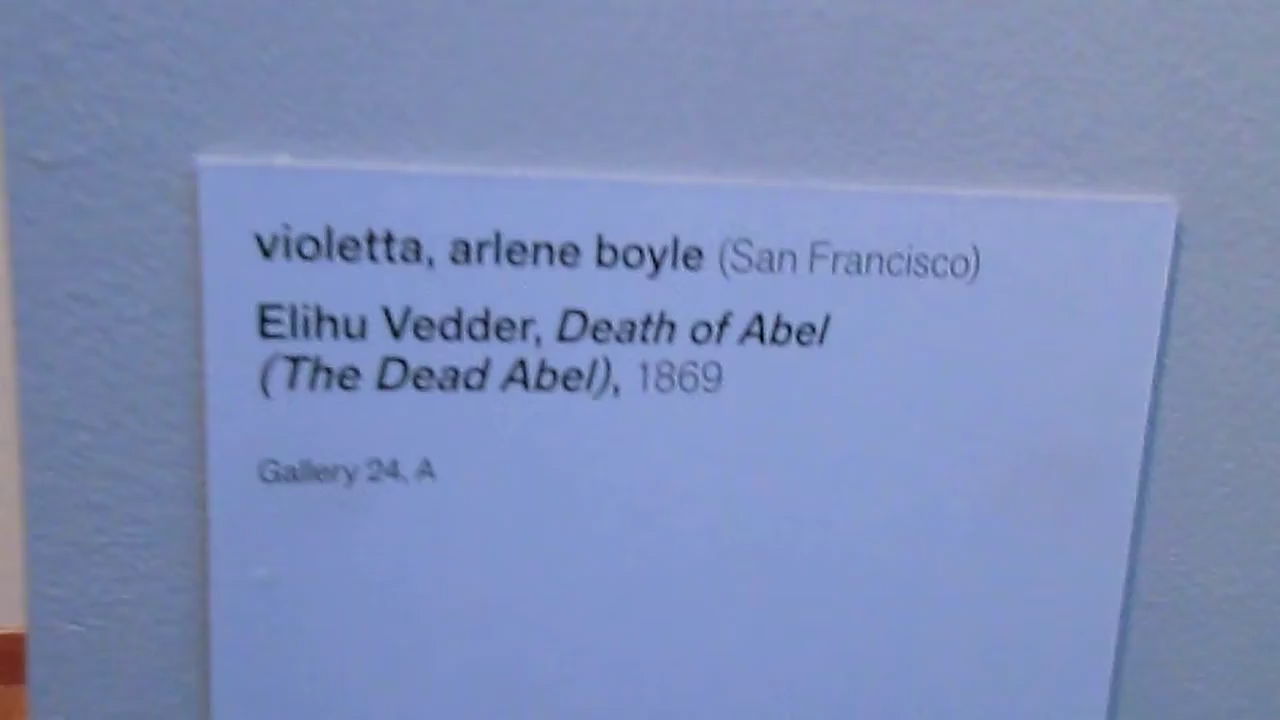 violetta, arlene boyle (San Francisco)
Elihu Vedder, Death of Abel
(The Dead Abel), 1869
Gallery 24, A